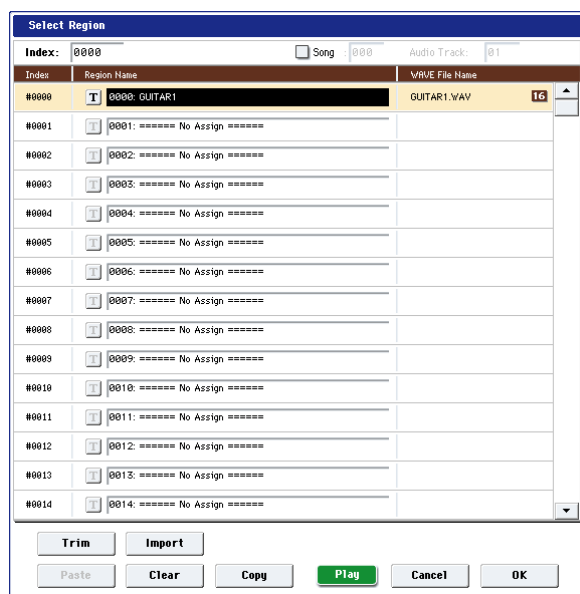 Select Region
Index: 0000 Song : 000 Audio Track: 01
Index Region Name WAVE File Name
#0000 T 0000: GUITAR1 GUITAR1.WAV 16
#0001 T 0001: ====== No Assign ======
#0002 T 0002: ====== No Assign ======
#0003 T 0003: ====== No Assign ======
#0004 T 0004: ====== No Assign ======
#0005 T 0005: ====== No Assign ======
#0006 T 0006: ====== No Assign ======
#0007 T 0007: ====== No Assign ======
#0008 T 0008: ====== No Assign ======
#0009 T 0009: ====== No Assign ======
#0010 T 0010: ====== No Assign ======
#0011 T 0011: ====== No Assign ======
#0012 T 0012: ====== No Assign ======
#0013 T 0013: ====== No Assign ======
#0014 T 0014: ====== No Assign ======
Trim Import
Paste Clear Copy Play Cancel OK